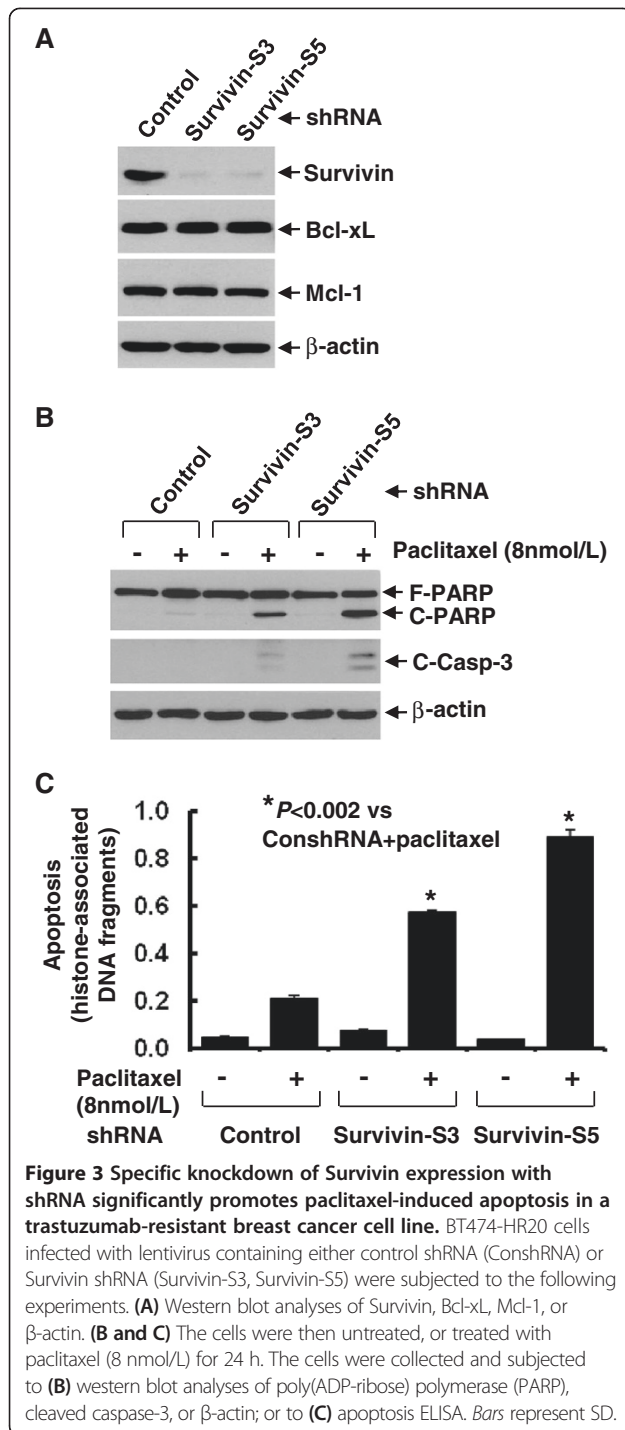 A
Control
Survivin-S3
Survivin-S5
shRNA
Survivin
Bcl-xL
Mcl-1
β-actin
B
Control
Survivin-S3
Survivin-S5
shRNA
- + - + - + Paclitaxel (8nmol/L)
F-PARP
C-PARP
C-Casp-3
β-actin
C
Apoptosis
(histone-associated
DNA fragments)
1.0
0.8
0.6
0.4
0.2
0.0
*P<0.002 vs
ConshRNA+paclitaxel
*
*
Paclitaxel - + - + - +
(8nmol/L)
shRNA Control Survivin-S3 Survivin-S5
Figure 3 Specific knockdown of Survivin expression with
shRNA significantly promotes paclitaxel-induced apoptosis in a
trastuzumab-resistant breast cancer cell line. BT474-HR20 cells
infected with lentivirus containing either control shRNA (ConshRNA) or
Survivin shRNA (Survivin-S3, Survivin-S5) were subjected to the following
experiments. (A) Western blot analyses of Survivin, Bcl-xL, Mcl-1, or
β-actin. (B and C) The cells were then untreated, or treated with
paclitaxel (8 nmol/L) for 24 h. The cells were collected and subjected
to (B) western blot analyses of poly(ADP-ribose) polymerase (PARP),
cleaved caspase-3, or β-actin; or to (C) apoptosis ELISA. Bars represent SD.